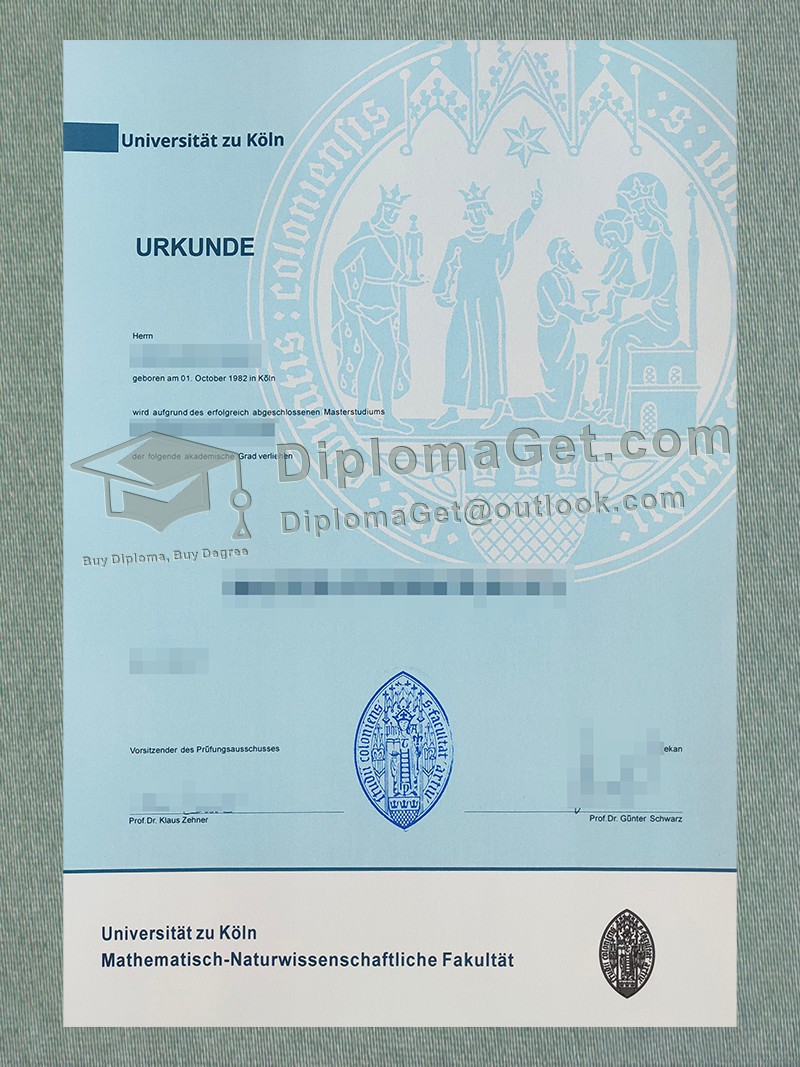 Universität zu Köln
URKUNDE
Herrn
geboren am 01. October 1982 in Köln
wird aufgrund des erfolgreich abgeschlossenen Masterstudiums
der folgende akademische Grad verliehen
DiplomaGet.com
DiplomaGet@outlook.com
Buy Diploma, Buy Degree
Vorsitzender des Prüfungsausschusses
ekan
Prof.Dr. Klaus Zehner
Prof.Dr. Günter Schwarz
Universität zu Köln
Mathematisch-Naturwissenschaftliche Fakultät